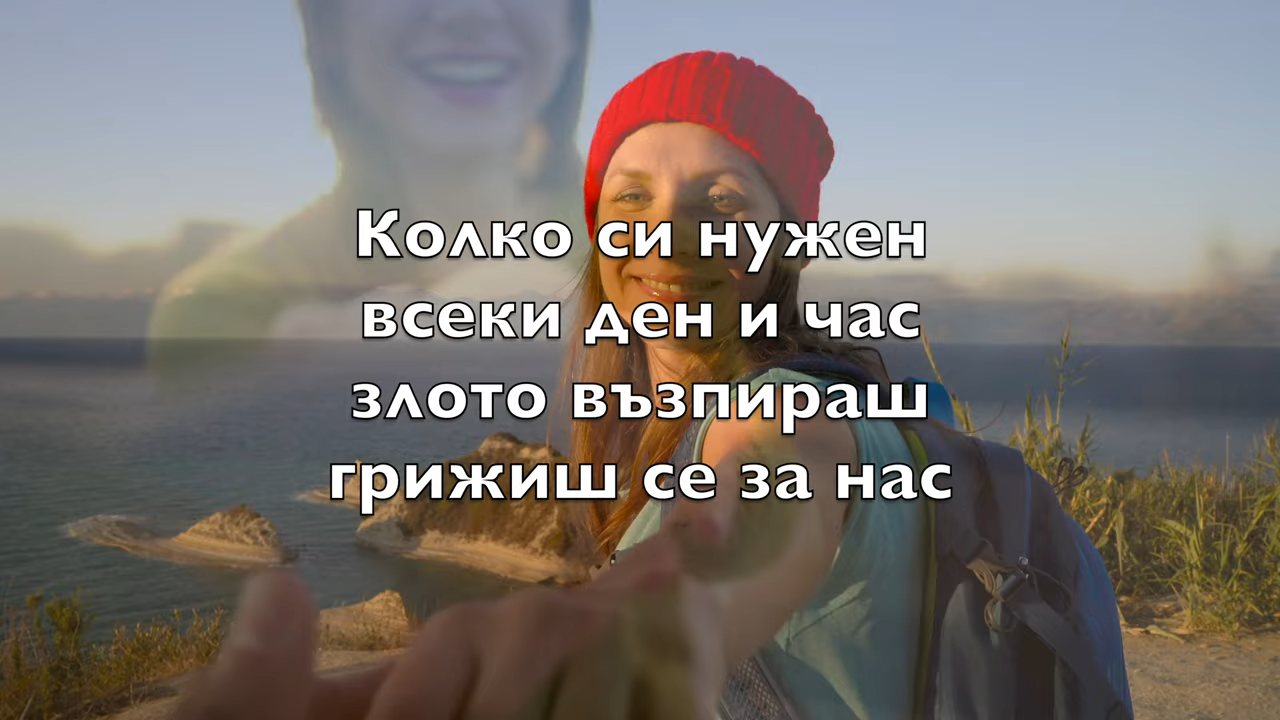 Колко си нужен
всеки ден и час
злото възпираш
грижиш се за нас